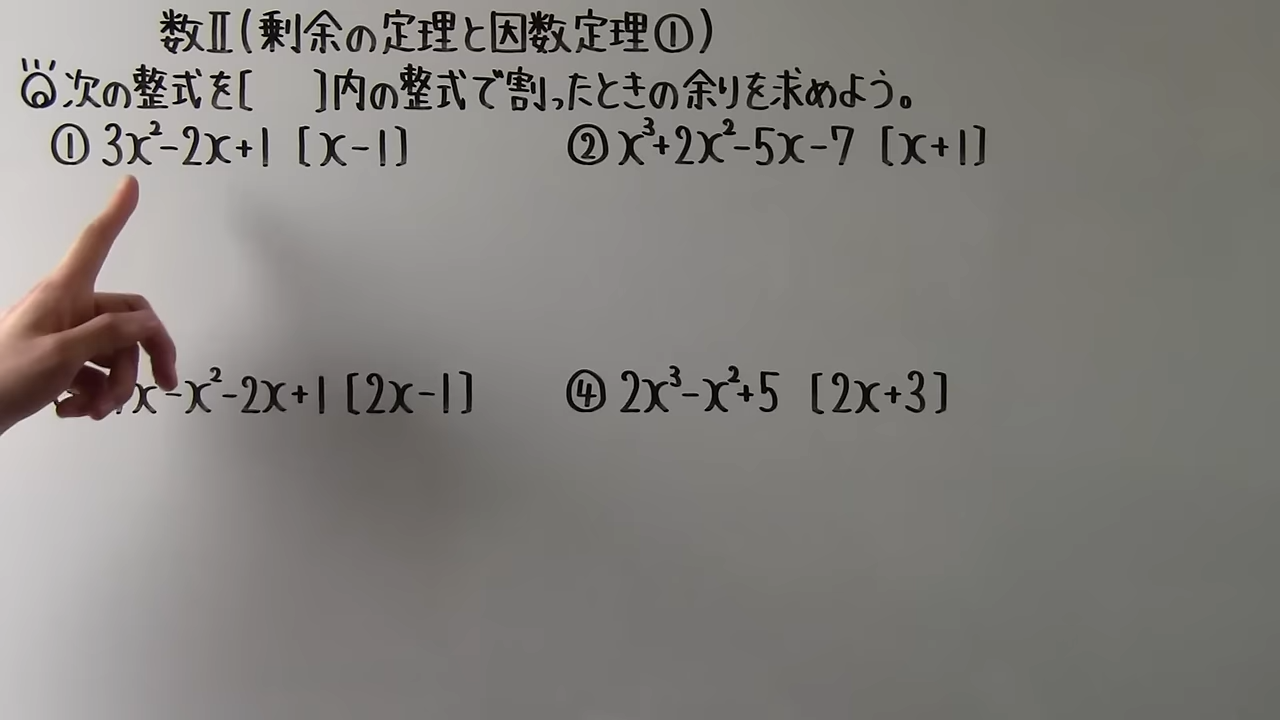 数Ⅱ(剰余の定理と因数定理①)
Q次の整式を[ ]内の整式で割ったときの余りを求めよう。
① 3x²-2x+1 [x-1]
② x³+2x²-5x-7 [x+1]
x -x²-2x+1 [2x-1]
④ 2x³-x²+5 [2x+3]